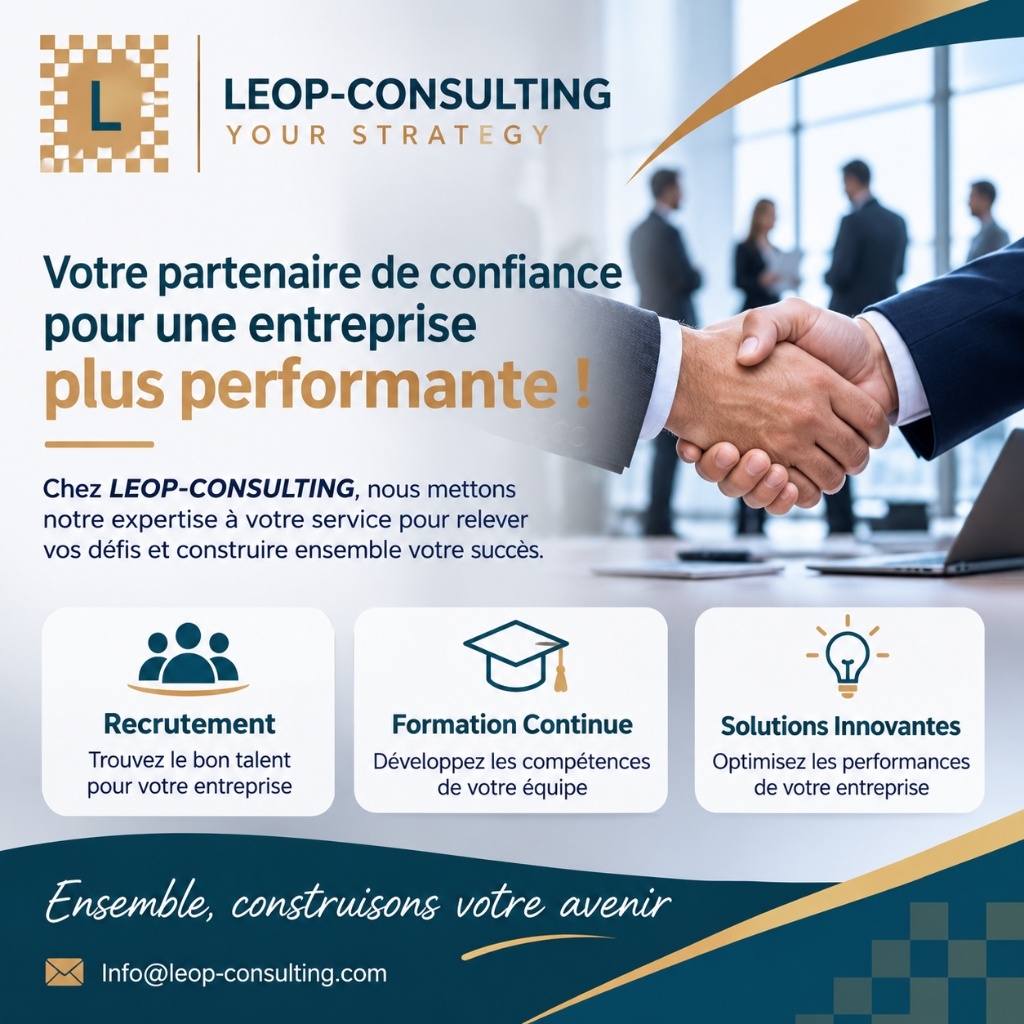 L
LEOP-CONSULTING
YOUR STRATEGY
Votre partenaire de confiance
pour une entreprise
plus performante !
Chez LEOP-CONSULTING, nous mettons
notre expertise à votre service pour relever
vos défis et construire ensemble votre succès.
Recrutement
Trouvez le bon talent
pour votre entreprise
Formation Continue
Développez les compétences
de votre équipe
Solutions Innovantes
Optimisez les performances
de votre entreprise
Ensemble, construisons votre avenir
Info@leop-consulting.com